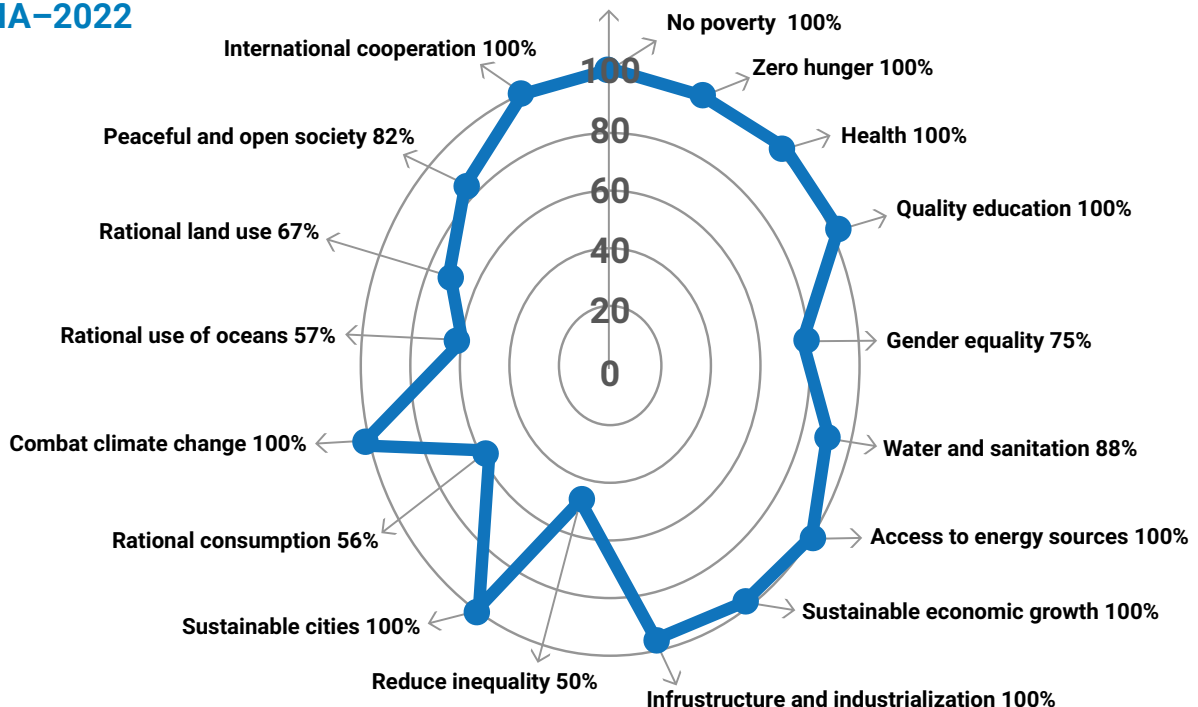 IA–2022
No poverty 100%
International cooperation 100%
Zero hunger 100%
100
Peaceful and open society 82%
80
Health 100%
60
Quality education 100%
Rational land use 67%
40
20
Rational use of oceans 57%
Gender equality 75%
0
Combat climate change 100%
Water and sanitation 88%
Rational consumption 56%
Access to energy sources 100%
Sustainable cities 100%
Sustainable economic growth 100%
Reduce inequality 50%
Infrustructure and industrialization 100%